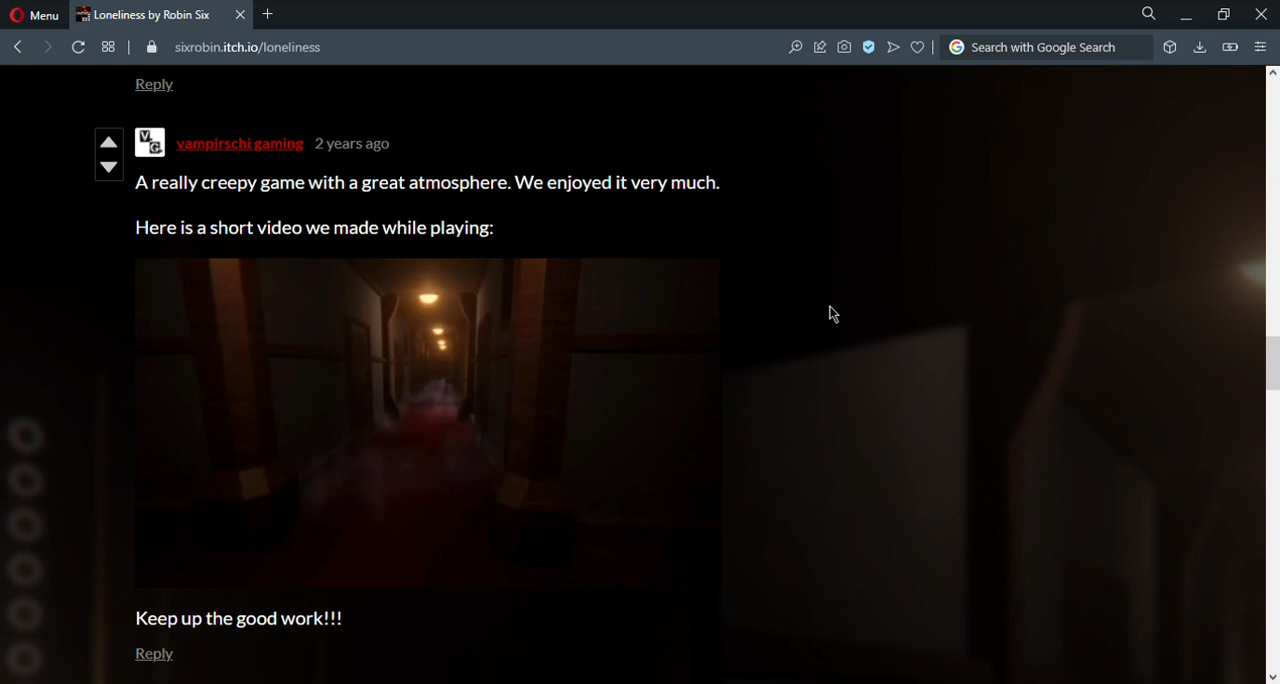 Menu
Loneliness by Robin Six
sixrobin.itch.io/loneliness
Search with Google Search
Reply
V.G.
vampirschi gaming 2 years ago
A really creepy game with a great atmosphere. We enjoyed it very much.
Here is a short video we made while playing:
Keep up the good work!!!
Reply